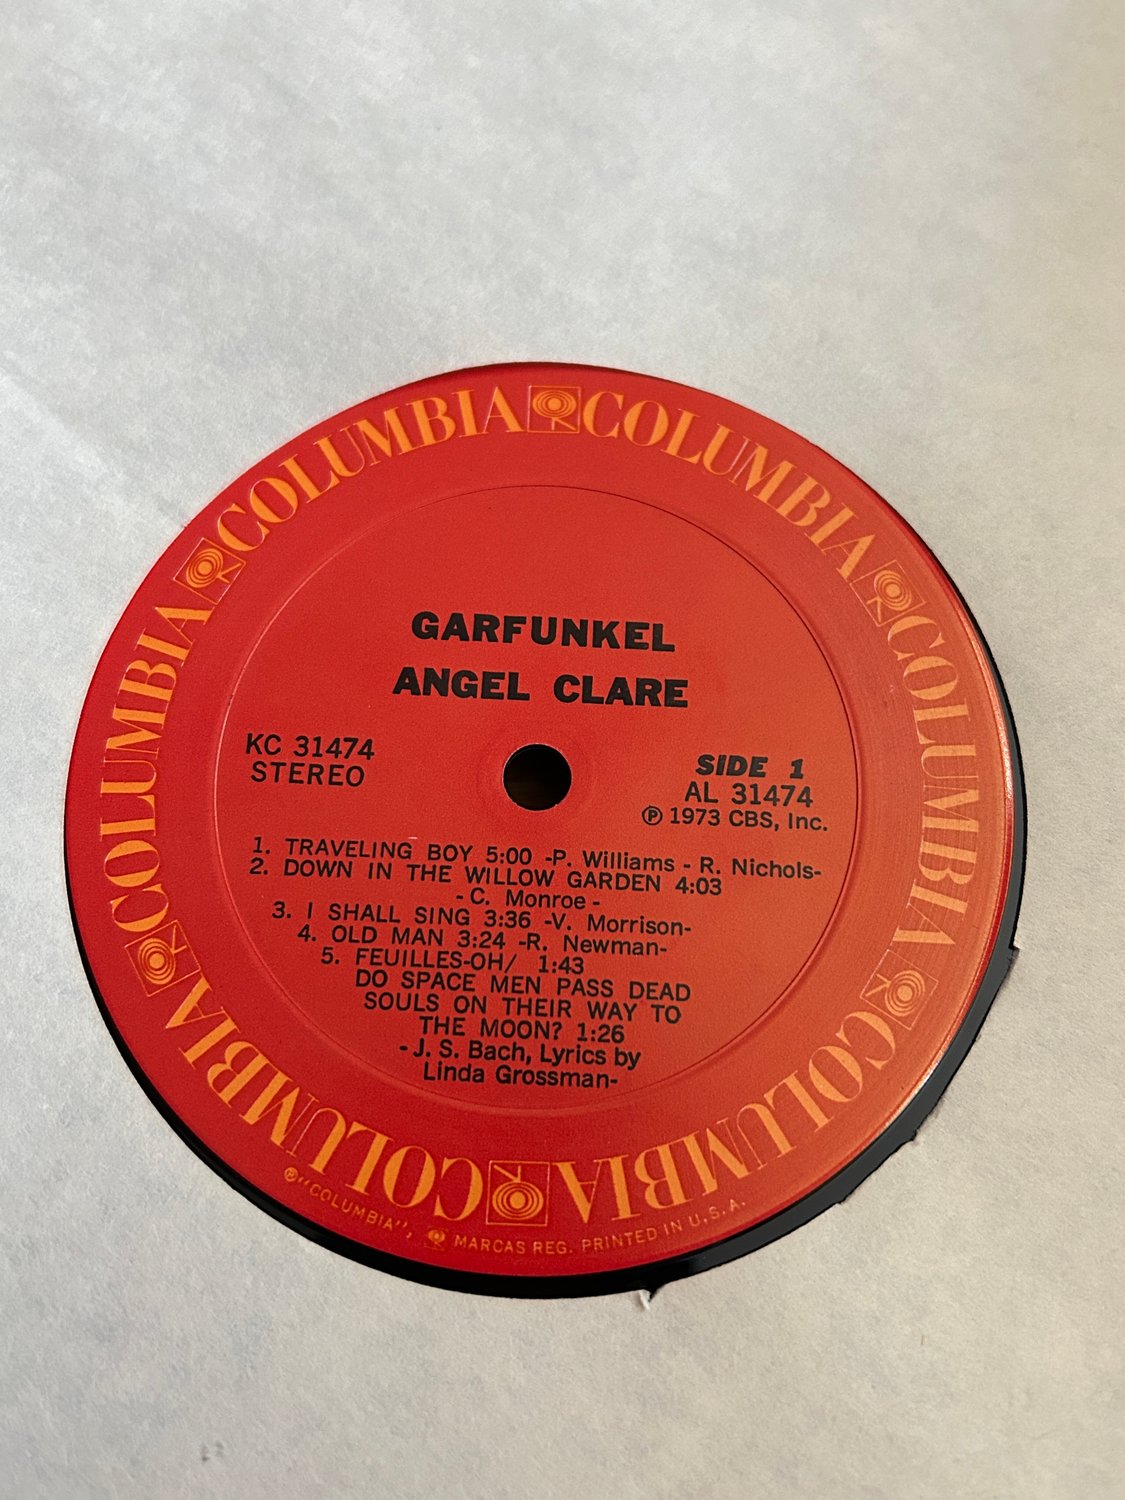 COLUMBIA COLUMBIA COLUMBIA COLUMBIA COLUMBIA COLUMBIA COLUMBIA
GARFUNKEL
ANGEL CLARE
KC 31474
STEREO
SIDE 1
AL 31474
℗ 1973 CBS, Inc.
1. TRAVELING BOY 5:00 -P. Williams - R. Nichols-
2. DOWN IN THE WILLOW GARDEN 4:03
- C. Monroe -
3. I SHALL SING 3:36 -V. Morrison-
4. OLD MAN 3:24 -R. Newman-
5. FEUILLES-OH/ 1:43
DO SPACE MEN PASS DEAD
SOULS ON THEIR WAY TO
THE MOON? 1:26
- J. S. Bach, Lyrics by
Linda Grossman-
℗"COLUMBIA", MARCAS REG. PRINTED IN U.S.A.